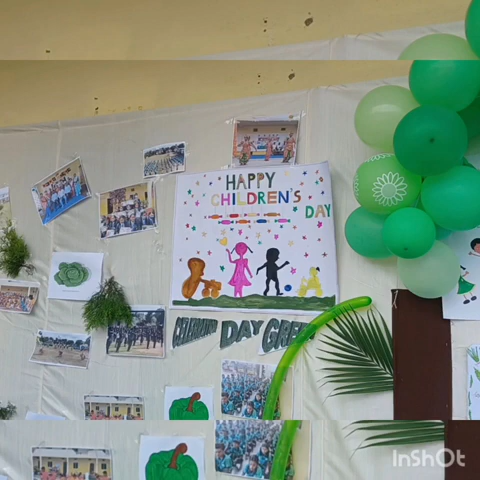 HAPPY
CHILDREN'S
DAY
CELEBRATING DAY GREEN
InShOt